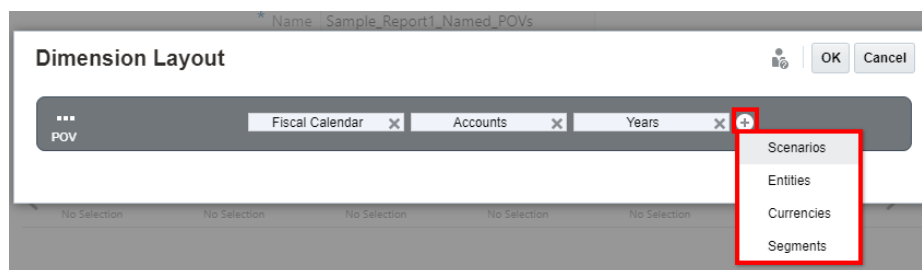 * Name Sample_Report1_Named_POVs
Dimension Layout
OK Cancel
POV
Fiscal Calendar
Accounts
Years
Scenarios
Entities
Currencies
Segments
No Selection No Selection No Selection No Selection No Selection